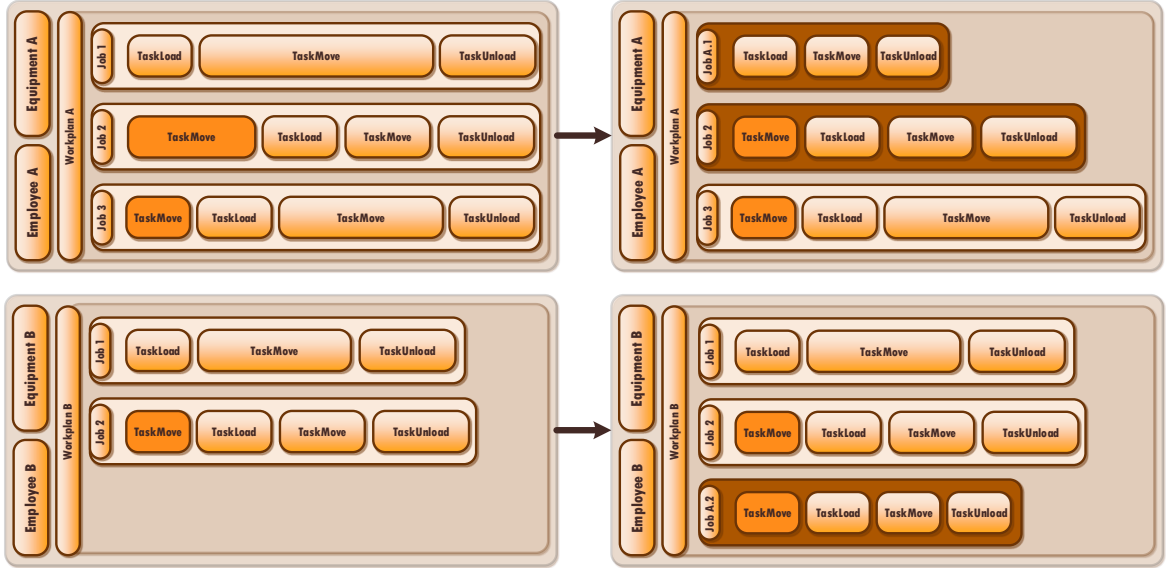 Equipment A
Employee A
Workplan A
Job 1
TaskLoad
TaskMove
TaskUnload
Job 2
TaskMove
TaskLoad
TaskMove
TaskUnload
Job 3
TaskMove
TaskLoad
TaskMove
TaskUnload
Equipment A
Employee A
Workplan A
Job A.1
TaskLoad
TaskMove
TaskUnload
Job 2
TaskMove
TaskLoad
TaskMove
TaskUnload
Job 3
TaskMove
TaskLoad
TaskMove
TaskUnload
Equipment B
Employee B
Workplan B
Job 1
TaskLoad
TaskMove
TaskUnload
Job 2
TaskMove
TaskLoad
TaskMove
TaskUnload
Equipment B
Employee B
Workplan B
Job 1
TaskLoad
TaskMove
TaskUnload
Job 2
TaskMove
TaskLoad
TaskMove
TaskUnload
Job A.2
TaskMove
TaskLoad
TaskMove
TaskUnload